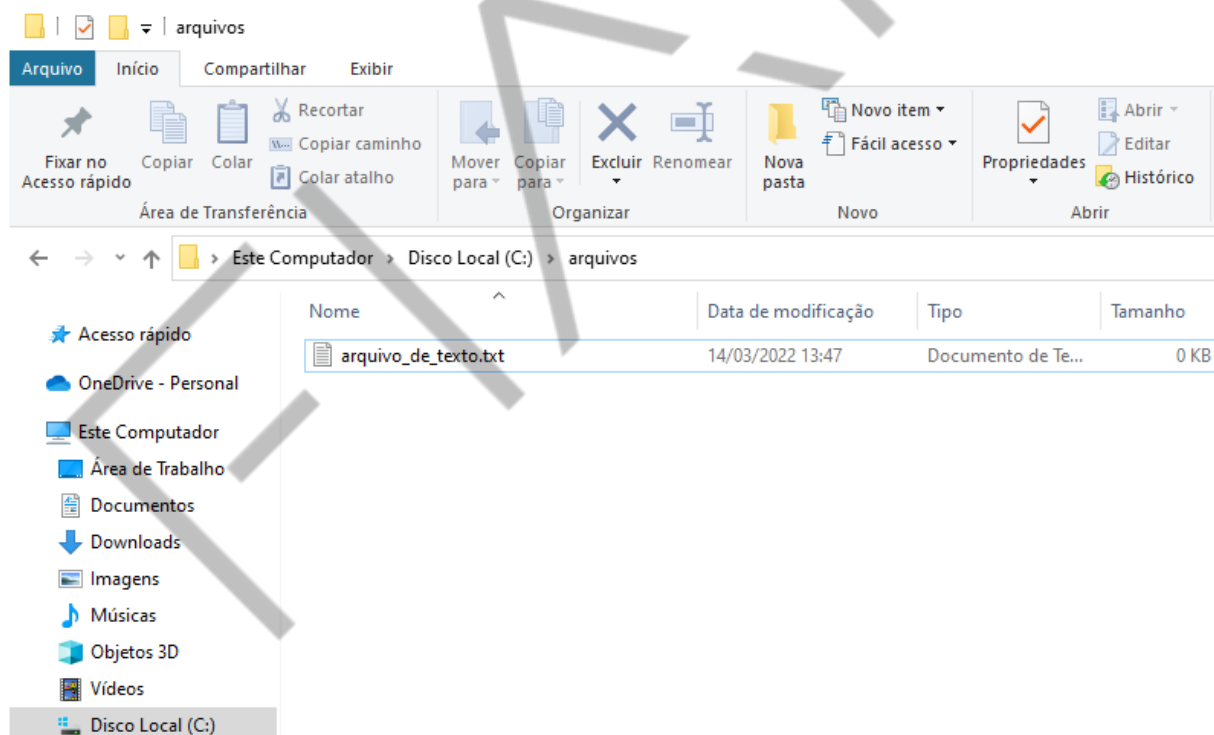 arquivos
Arquivo Início Compartilhar Exibir
Fixar no Acesso rápido
Copiar
Colar
Recortar
Copiar caminho
Colar atalho
Mover para
Copiar para
Excluir
Renomear
Nova pasta
Novo item
Fácil acesso
Propriedades
Abrir
Editar
Histórico
Área de Transferência Organizar Novo Abrir
Este Computador Disco Local (C:) arquivos
Nome Data de modificação Tipo Tamanho
arquivo_de_texto.txt 14/03/2022 13:47 Documento de Te... 0 KB
Acesso rápido
OneDrive - Personal
Este Computador
Área de Trabalho
Documentos
Downloads
Imagens
Músicas
Objetos 3D
Vídeos
Disco Local (C:)